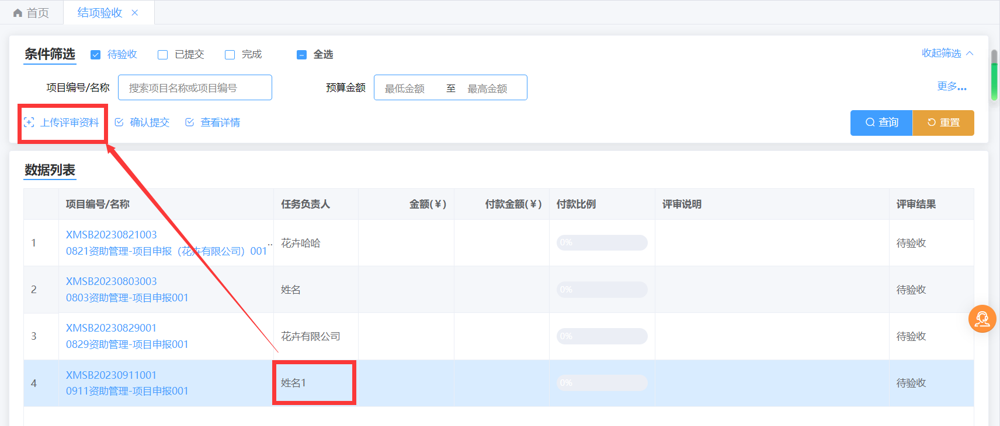 首页 结项验收
条件筛选 待验收 已提交 完成 全选 收起筛选
项目编号/名称 搜索项目名称或项目编号 预算金额 最低金额 至 最高金额 更多...
上传评审资料 确认提交 查看详情 查询 重置
数据列表
项目编号/名称 任务负责人 金额(￥) 付款金额(￥) 付款比例 评审说明 评审结果
1 XMSB20230821003 花卉哈哈 0% 待验收
0821资助管理-项目申报（花卉有限公司）001 ..
2 XMSB20230803003 姓名 0% 待验收
0803资助管理-项目申报001
3 XMSB20230829001 花卉有限公司 0% 待验收
0829资助管理-项目申报001
4 XMSB20230911001 姓名1 0% 待验收
0911资助管理-项目申报001